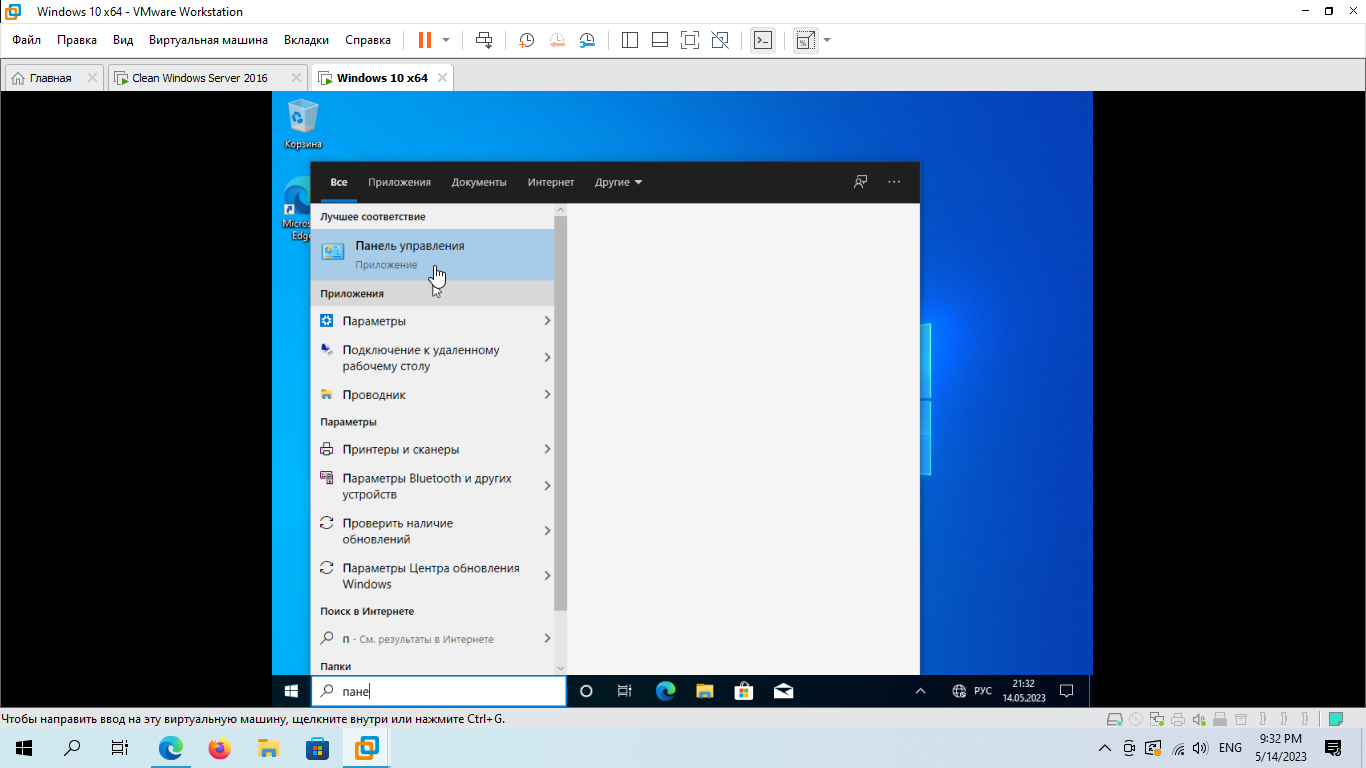 Windows 10 x64 - VMware Workstation
Файл Правка Вид Виртуальная машина Вкладки Справка
Главная Clean Windows Server 2016 Windows 10 x64
Корзина
Все Приложения Документы Интернет Другие
Лучшее соответствие
Панель управления
Приложение
Приложения
Параметры
Подключение к удаленному
рабочему столу
Проводник
Параметры
Принтеры и сканеры
Параметры Bluetooth и других
устройств
Проверить наличие
обновлений
Параметры Центра обновления
Windows
Поиск в Интернете
п - См. результаты в Интернете
Папки
пане
РУС
21:32
14.05.2023
Чтобы направить ввод на эту виртуальную машину, щелкните внутри или нажмите Ctrl+G.
ENG
9:32 PM
5/14/2023